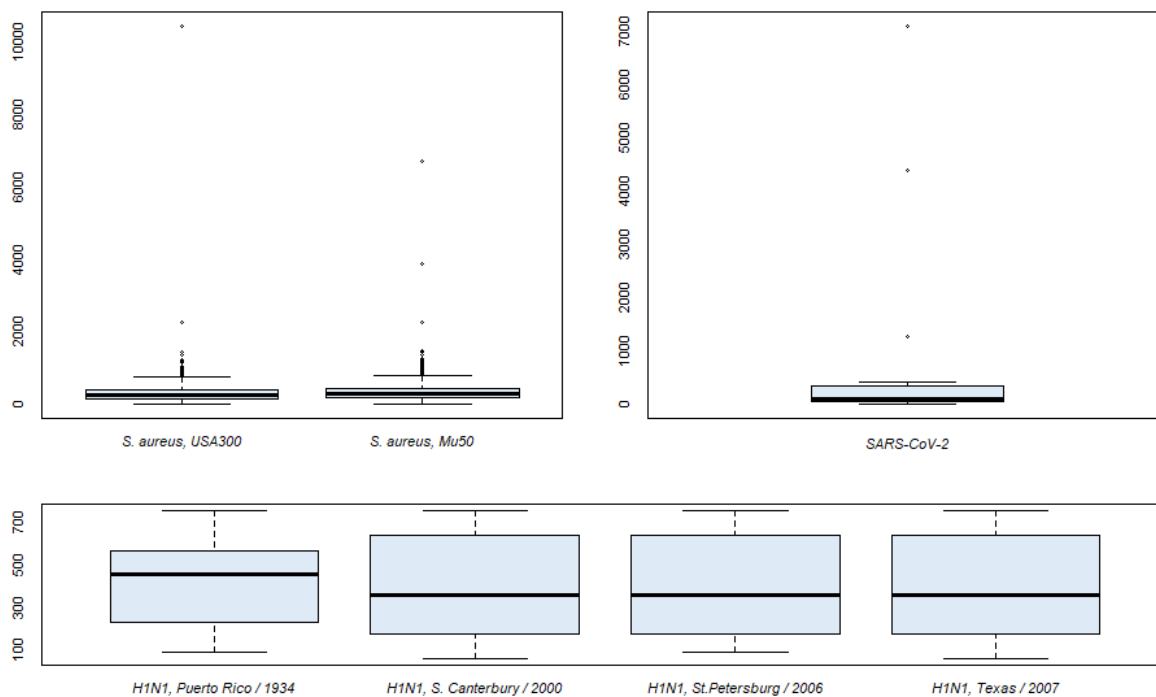 10000
8000
6000
4000
2000
0
S. aureus, USA300
S. aureus, Mu50
7000
6000
5000
4000
3000
2000
1000
0
SARS-CoV-2
700
500
300
100
H1N1, Puerto Rico / 1934
H1N1, S. Canterbury / 2000
H1N1, St.Petersburg / 2006
H1N1, Texas / 2007